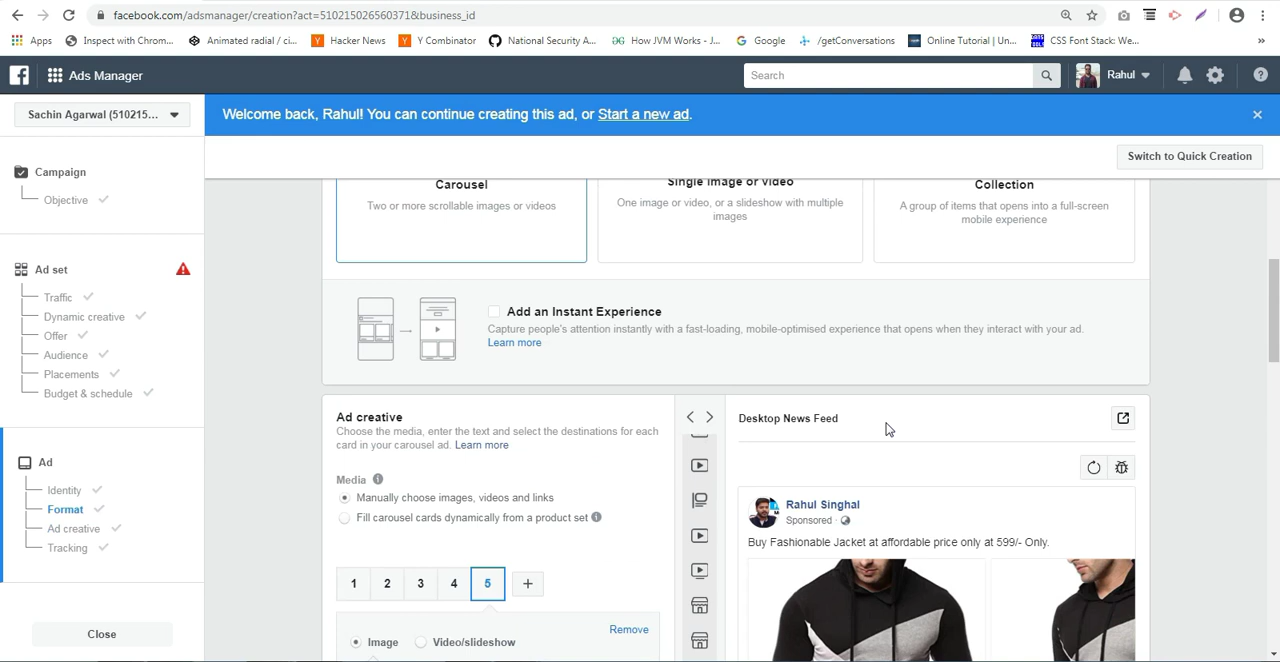 facebook.com/adsmanager/creation?act=510215026560371&business_id
Apps Inspect with Chrom... Animated radial / ci... Hacker News Y Combinator National Security A... How JVM Works - J... Google /getConversations Online Tutorial | Un... CSS Font Stack: We... »
Ads Manager Search Rahul
Sachin Agarwal (510215... Welcome back, Rahul! You can continue creating this ad, or Start a new ad.
Switch to Quick Creation
Campaign
Objective
Ad set
Traffic
Dynamic creative
Offer
Audience
Placements
Budget & schedule
Ad
Identity
Format
Ad creative
Tracking
Close
Carousel
Two or more scrollable images or videos
Single image or video
One image or video, or a slideshow with multiple
images
Collection
A group of items that opens into a full-screen
mobile experience
Add an Instant Experience
Capture people's attention instantly with a fast-loading, mobile-optimised experience that opens when they interact with your ad.
Learn more
Ad creative
Choose the media, enter the text and select the destinations for each
card in your carousel ad. Learn more
Media
Manually choose images, videos and links
Fill carousel cards dynamically from a product set
1 2 3 4 5 +
Remove
Image Video/slideshow
Desktop News Feed
Rahul Singhal
Sponsored ·
Buy Fashionable Jacket at affordable price only at 599/- Only.